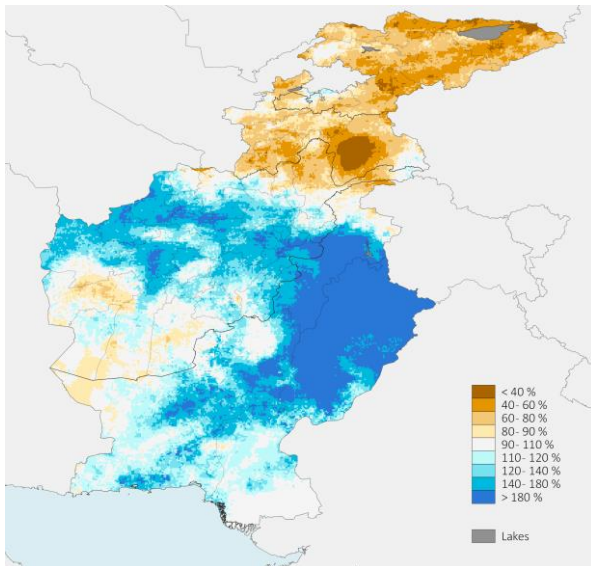 < 40 %
40- 60 %
60- 80 %
80- 90 %
90- 110 %
110- 120 %
120- 140 %
140- 180 %
> 180 %
Lakes